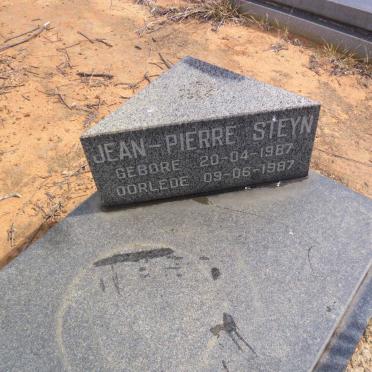 JEAN-PIERRE STEYN
GEBORE 20-04-1987
OORLEDE 09-06-1987